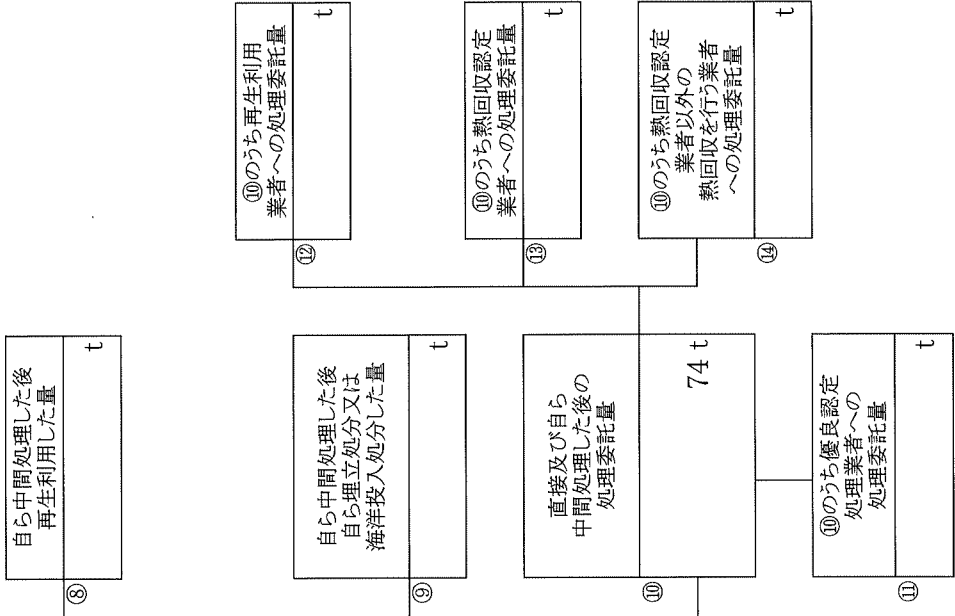 ⑧
自ら中間処理した後
再生利用した量
t
⑨
自ら中間処理した後
自ら埋立処分又は
海洋投入処分した量
t
⑩
直接及び自ら
中間処理した後の
処理委託量
74 t
⑪
⑩のうち優良認定
処理業者への
処理委託量
t
⑫
⑩のうち再生利用
業者への処理委託量
t
⑬
⑩のうち熱回収認定
業者への処理委託量
t
⑭
⑩のうち熱回収認定
業者以外の
熱回収を行う業者
への処理委託量
t